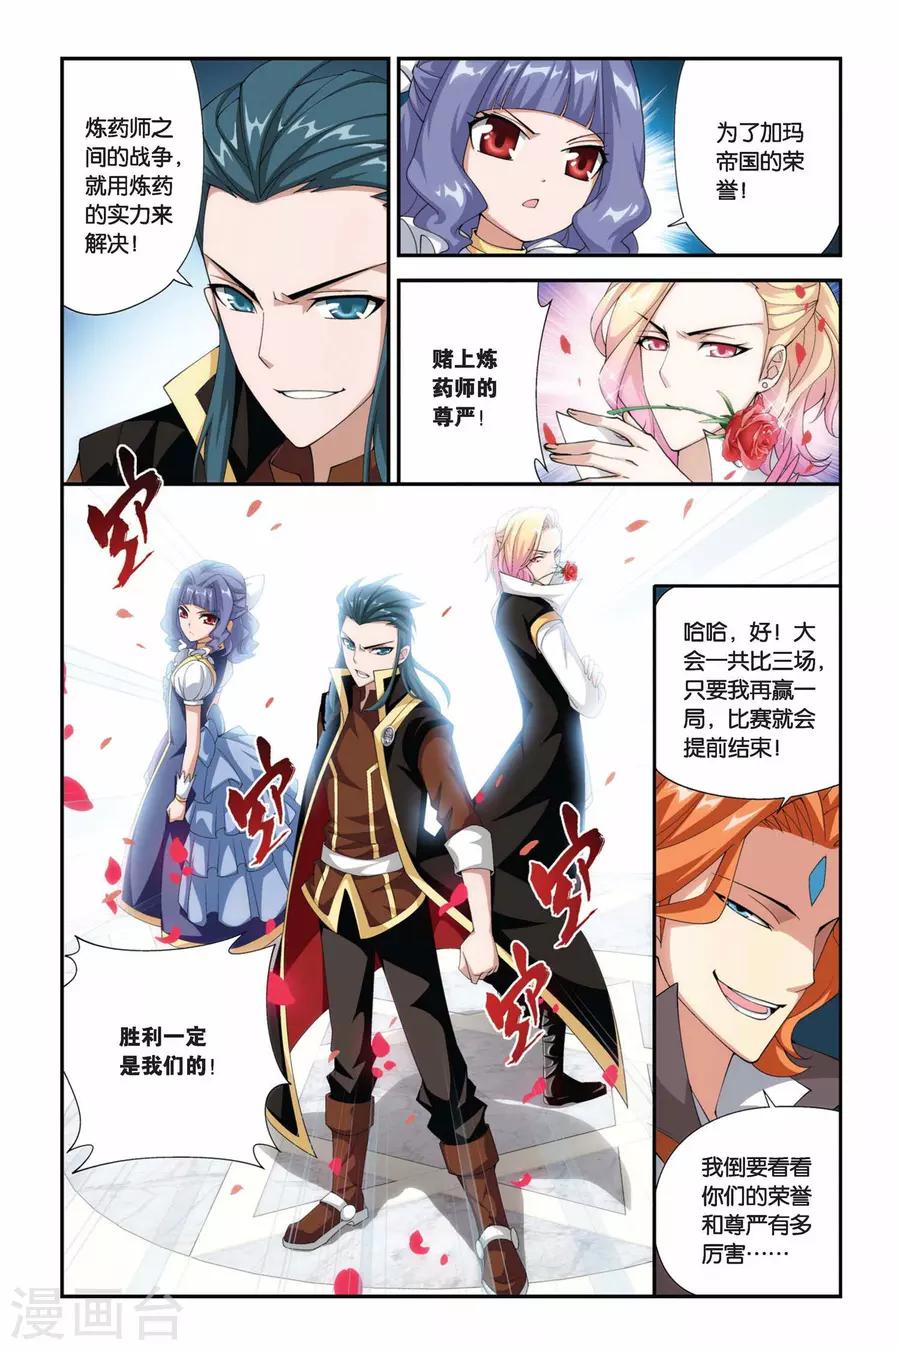 炼药师之
间的战争，
就用炼药
的实力来
解决！
为了加玛
帝国的荣
誉！
赌上炼
药师的
尊严！
哈哈，好！大
会一共比三场，
只要我再赢一
局，比赛就会
提前结束！
胜利一定
是我们的！
我倒要看看
你们的荣誉
和尊严有多
厉害……
漫画台